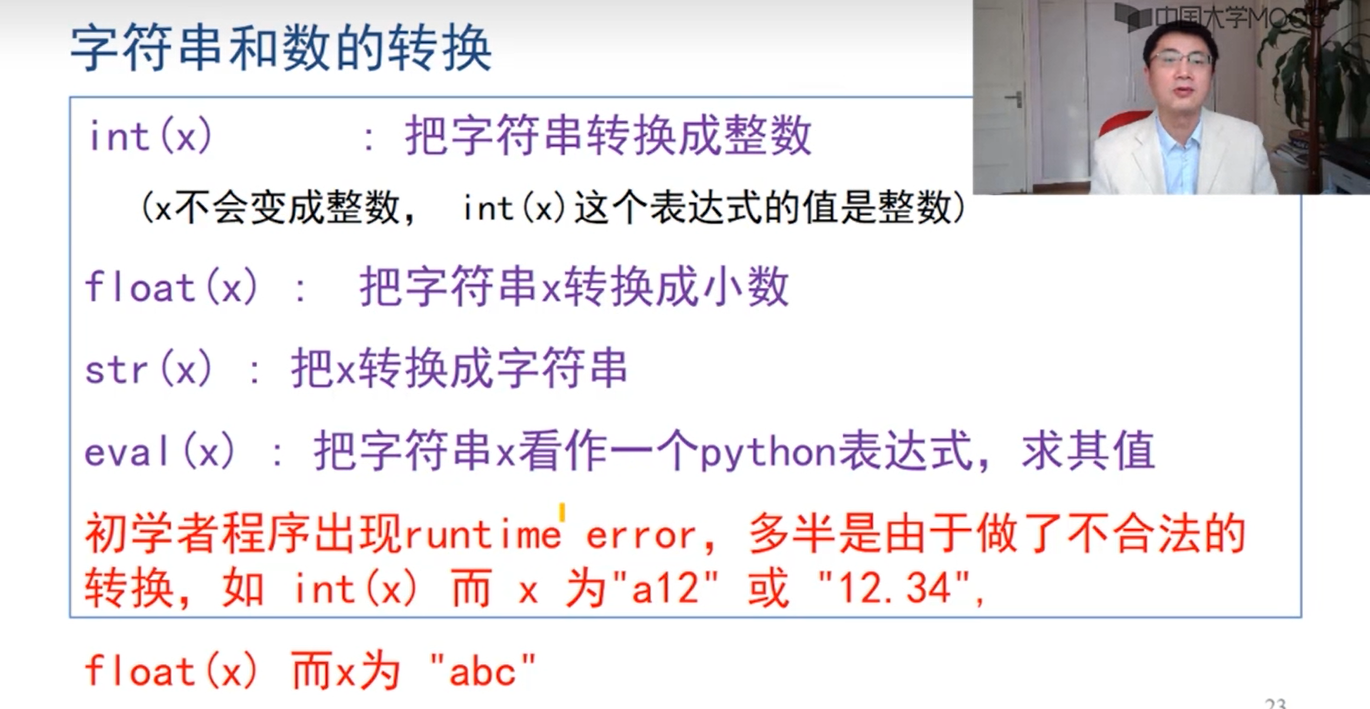 字符串和数的转换
中国大学MOOC
int(x) : 把字符串转换成整数
(x不会变成整数, int(x)这个表达式的值是整数)
float(x) : 把字符串x转换成小数
str(x) : 把x转换成字符串
eval(x) : 把字符串x看作一个python表达式，求其值
初学者程序出现runtime error，多半是由于做了不合法的
转换，如 int(x) 而 x 为"a12" 或 "12.34",
float(x) 而x为 "abc"
23